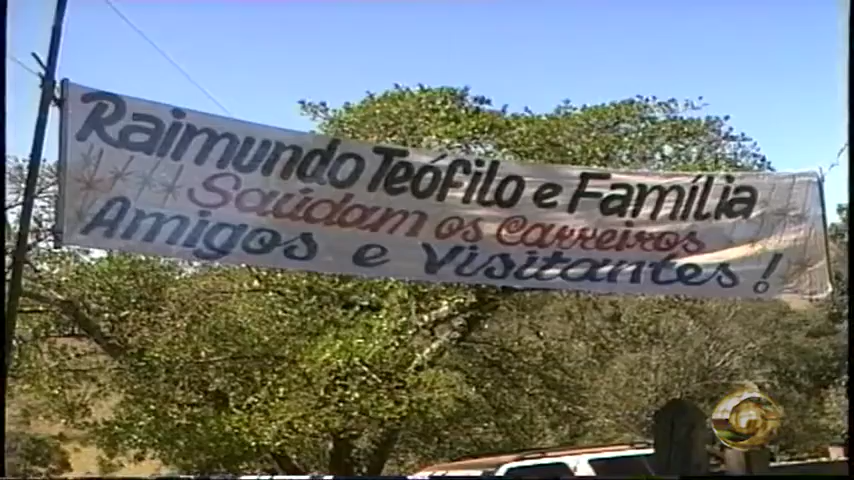 Raimundo Teófilo e Família
Saúdam os Carreiros
Amigos e Visitantes!